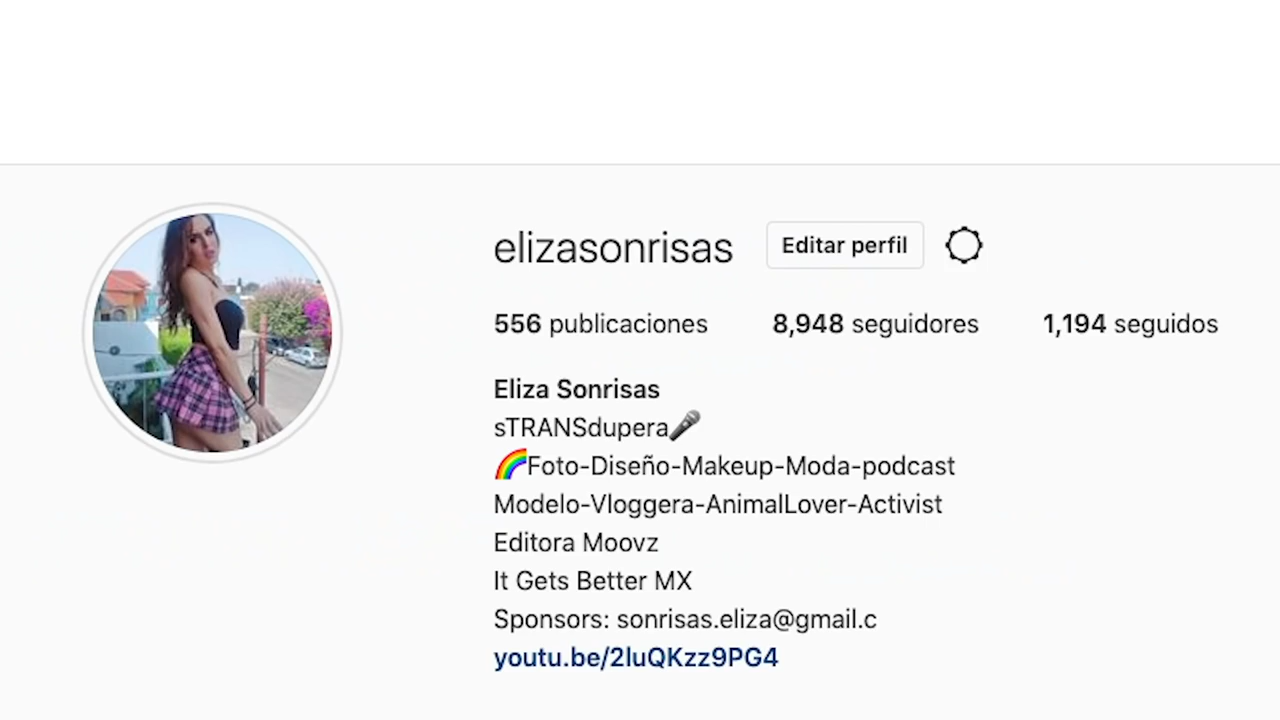 elizasonrisas Editar perfil
556 publicaciones 8,948 seguidores 1,194 seguidos
Eliza Sonrisas
sTRANSdupera🎤
🌈Foto-Diseño-Makeup-Moda-podcast
Modelo-Vloggera-AnimalLover-Activist
Editora Moovz
It Gets Better MX
Sponsors: sonrisas.eliza@gmail.c
youtu.be/2luQKzz9PG4